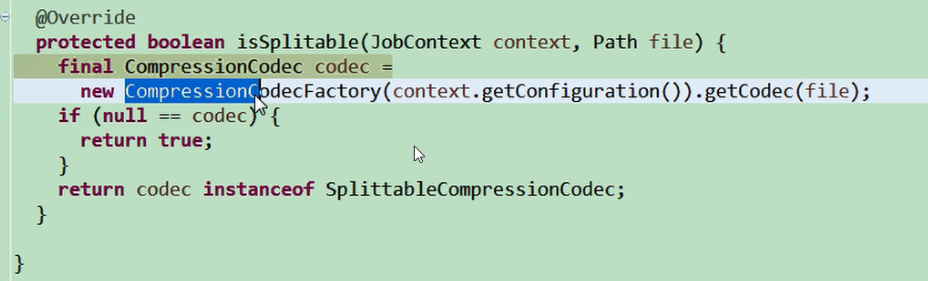 @Override
protected boolean isSplitable(JobContext context, Path file) {
final CompressionCodec codec =
new CompressionCodecFactory(context.getConfiguration()).getCodec(file);
if (null == codec) {
return true;
}
return codec instanceof SplittableCompressionCodec;
}
}